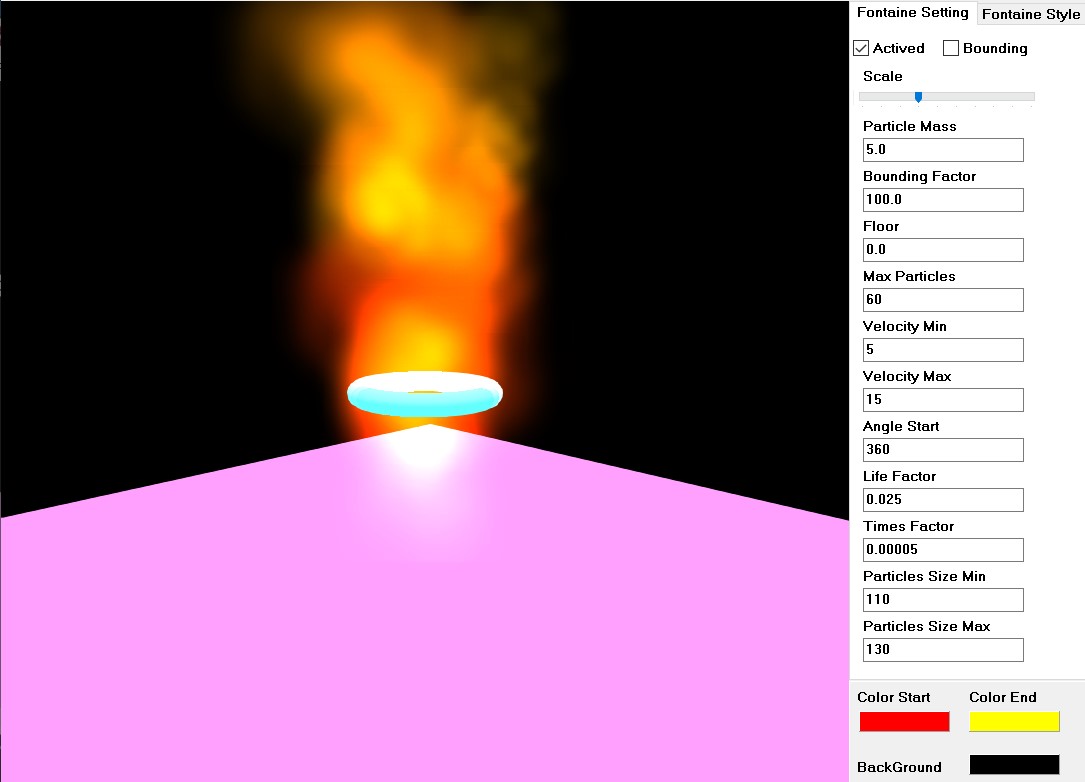 Fontaine Setting Fontaine Style
Actived Bounding
Scale
Particle Mass
5.0
Bounding Factor
100.0
Floor
0.0
Max Particles
60
Velocity Min
5
Velocity Max
15
Angle Start
360
Life Factor
0.025
Times Factor
0.00005
Particles Size Min
110
Particles Size Max
130
Color Start Color End
BackGround